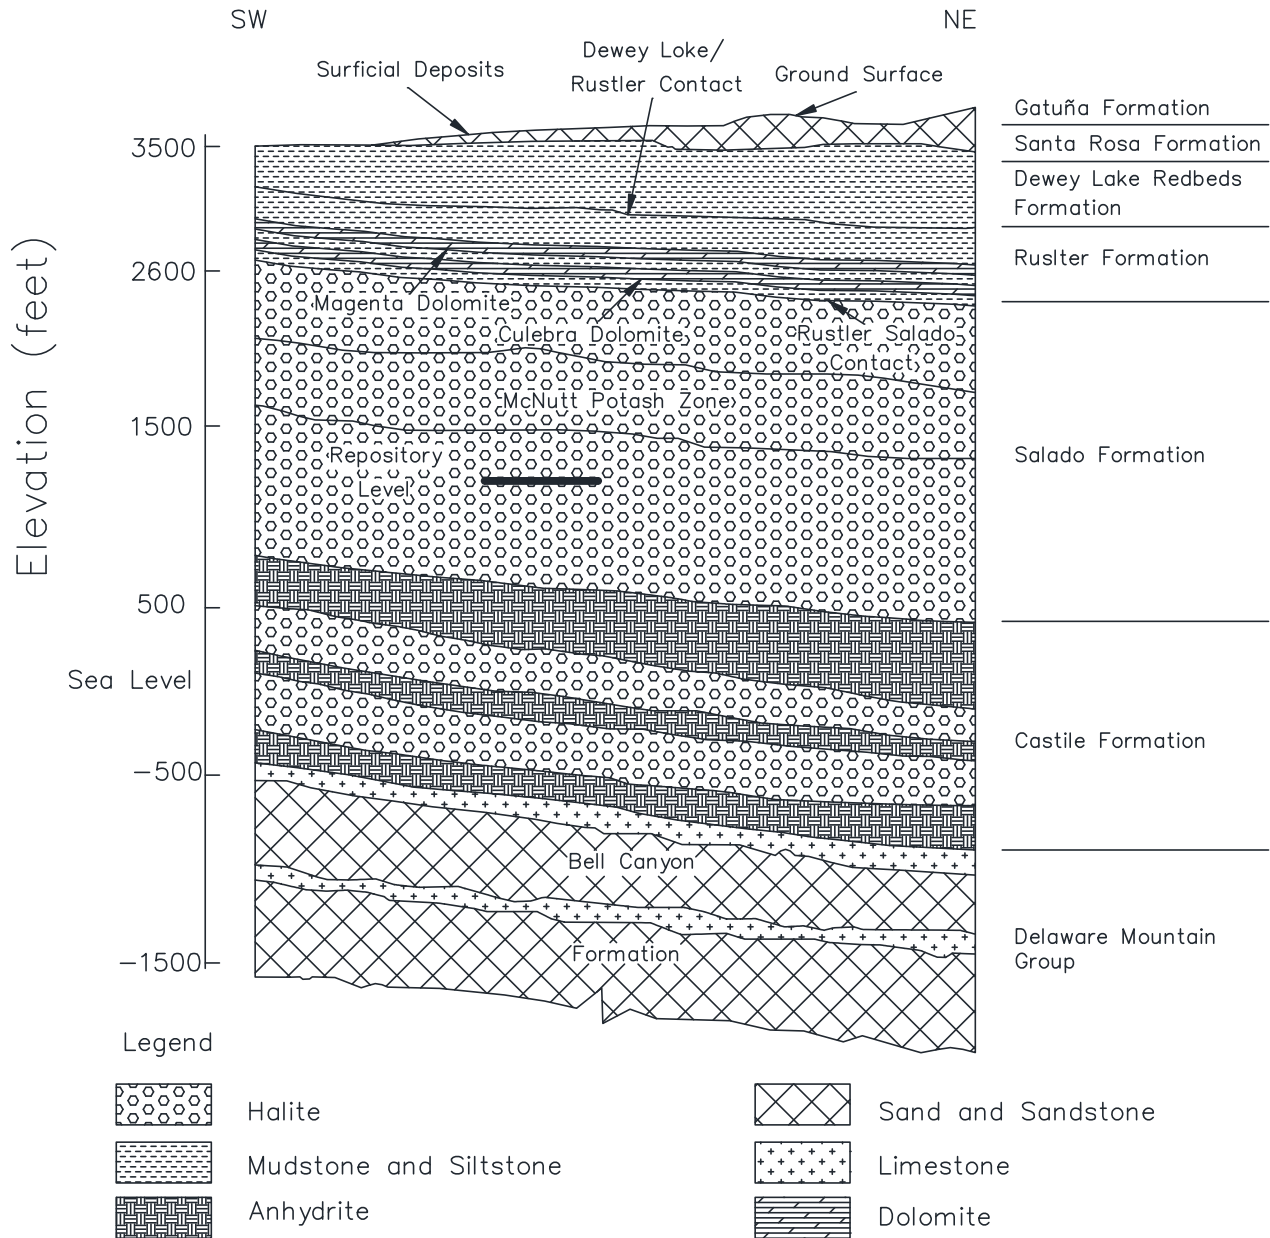 SW
NE
Surficial Deposits
Dewey Loke/
Rustler Contact
Ground Surface
Gatuña Formation
Santa Rosa Formation
Dewey Lake Redbeds
Formation
Ruslter Formation
Salado Formation
Castile Formation
Delaware Mountain
Group
Elevation (feet)
3500
2600
1500
500
Sea Level
−500
−1500
Magenta Dolomite
Culebra Dolomite
Rustler Salado
Contact
McNutt Potash Zone
Repository
Level
Bell Canyon
Formation
Legend
Halite
Mudstone and Siltstone
Anhydrite
Sand and Sandstone
Limestone
Dolomite